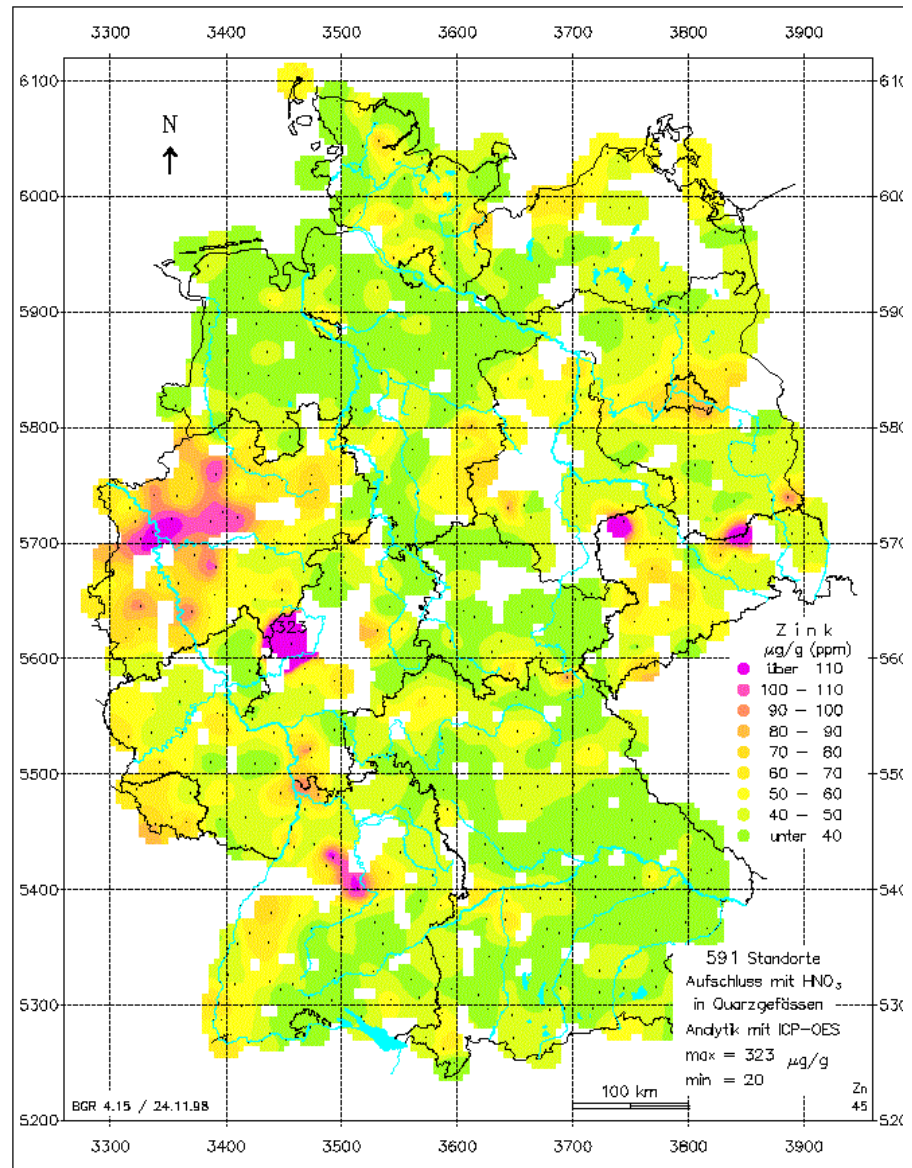 3300 3400 3500 3600 3700 3800 3900
6100 6100
N
6000 6000
5900 5900
5800 5800
5700 5700
323
Zink
µg/g (ppm)
über 110
100 – 110
90 – 100
80 – 90
70 – 80
60 – 70
50 – 60
40 – 50
unter 40
5600 5600
5500 5500
5400 5400
591 Standorte
Aufschluss mit HNO₃
in Quarzgefässen
Analytik mit ICP-OES
max = 323 µg/g
min = 20
5300 5300
100 km
BGR 4.15 / 24.11.98
Zn
45
5200 5200
3300 3400 3500 3600 3700 3800 3900